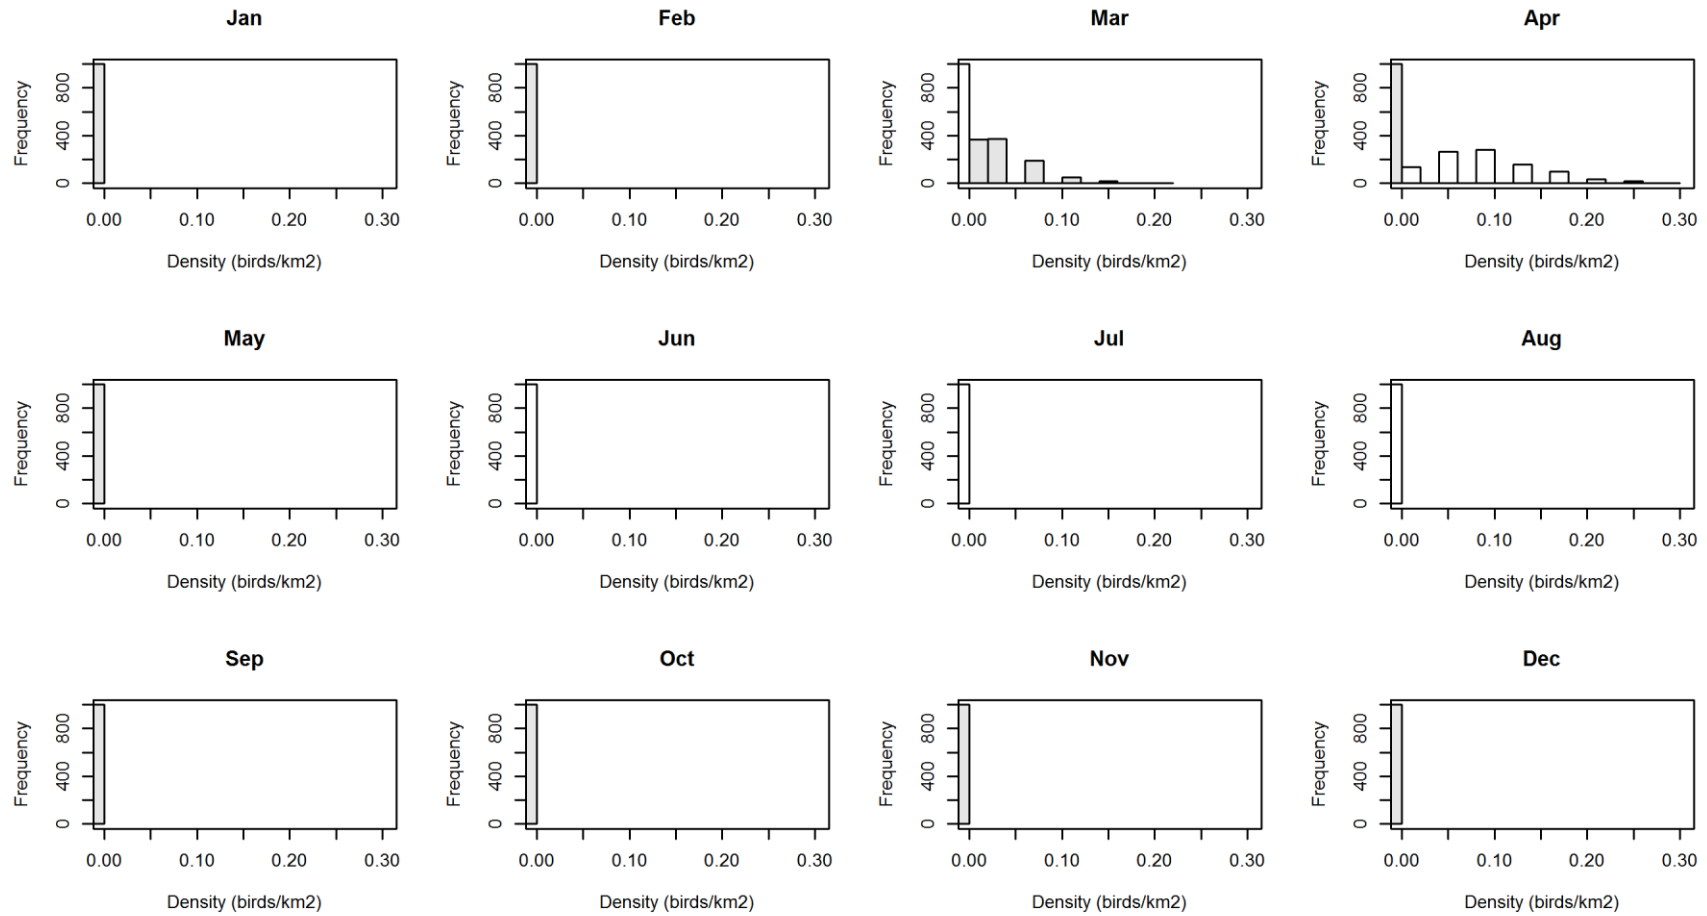 Jan Feb Mar Apr
Frequency 0 400 800 Frequency 0 400 800 Frequency 0 400 800 Frequency 0 400 800
0.00 0.10 0.20 0.30 0.00 0.10 0.20 0.30 0.00 0.10 0.20 0.30 0.00 0.10 0.20 0.30
Density (birds/km2) Density (birds/km2) Density (birds/km2) Density (birds/km2)
May Jun Jul Aug
Frequency 0 400 800 Frequency 0 400 800 Frequency 0 400 800 Frequency 0 400 800
0.00 0.10 0.20 0.30 0.00 0.10 0.20 0.30 0.00 0.10 0.20 0.30 0.00 0.10 0.20 0.30
Density (birds/km2) Density (birds/km2) Density (birds/km2) Density (birds/km2)
Sep Oct Nov Dec
Frequency 0 400 800 Frequency 0 400 800 Frequency 0 400 800 Frequency 0 400 800
0.00 0.10 0.20 0.30 0.00 0.10 0.20 0.30 0.00 0.10 0.20 0.30 0.00 0.10 0.20 0.30
Density (birds/km2) Density (birds/km2) Density (birds/km2) Density (birds/km2)